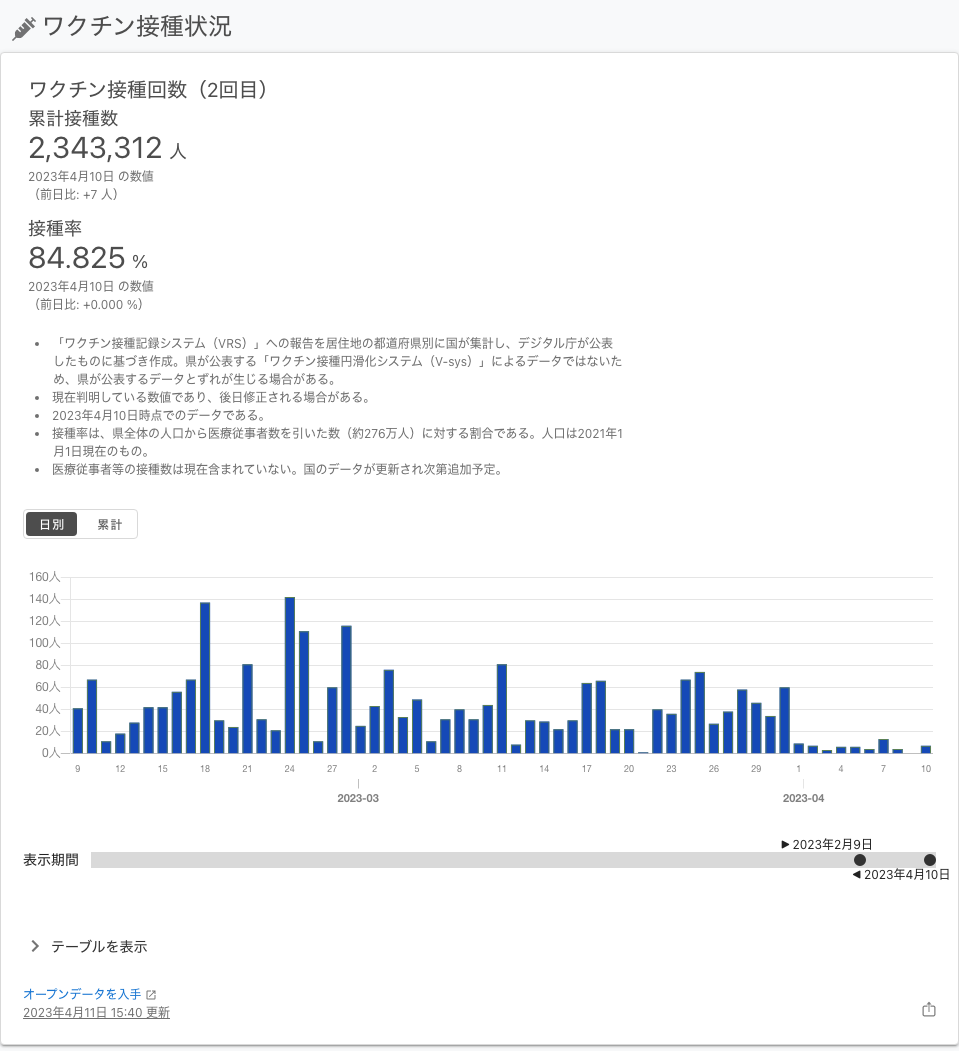 ワクチン接種状況
ワクチン接種回数（2回目）
累計接種数
2,343,312 人
2023年4月10日 の数値
（前日比: +7 人）
接種率
84.825 %
2023年4月10日 の数値
（前日比: +0.000 %）
• 「ワクチン接種記録システム（VRS）」への報告を居住地の都道府県別に国が集計し、デジタル庁が公表
したものに基づき作成。県が公表する「ワクチン接種円滑化システム（V-sys）」によるデータではないた
め、県が公表するデータとずれが生じる場合がある。
• 現在判明している数値であり、後日修正される場合がある。
• 2023年4月10日時点でのデータである。
• 接種率は、県全体の人口から医療従事者数を引いた数（約276万人）に対する割合である。人口は2021年1
月1日現在のもの。
• 医療従事者等の接種数は現在含まれていない。国のデータが更新され次第追加予定。
日別 累計
160人
140人
120人
100人
80人
60人
40人
20人
0人
9 12 15 18 21 24 27 2 5 8 11 14 17 20 23 26 29 1 4 7 10
2023-03 2023-04
▶ 2023年2月9日
表示期間
◀ 2023年4月10日
テーブルを表示
オープンデータを入手
2023年4月11日 15:40 更新